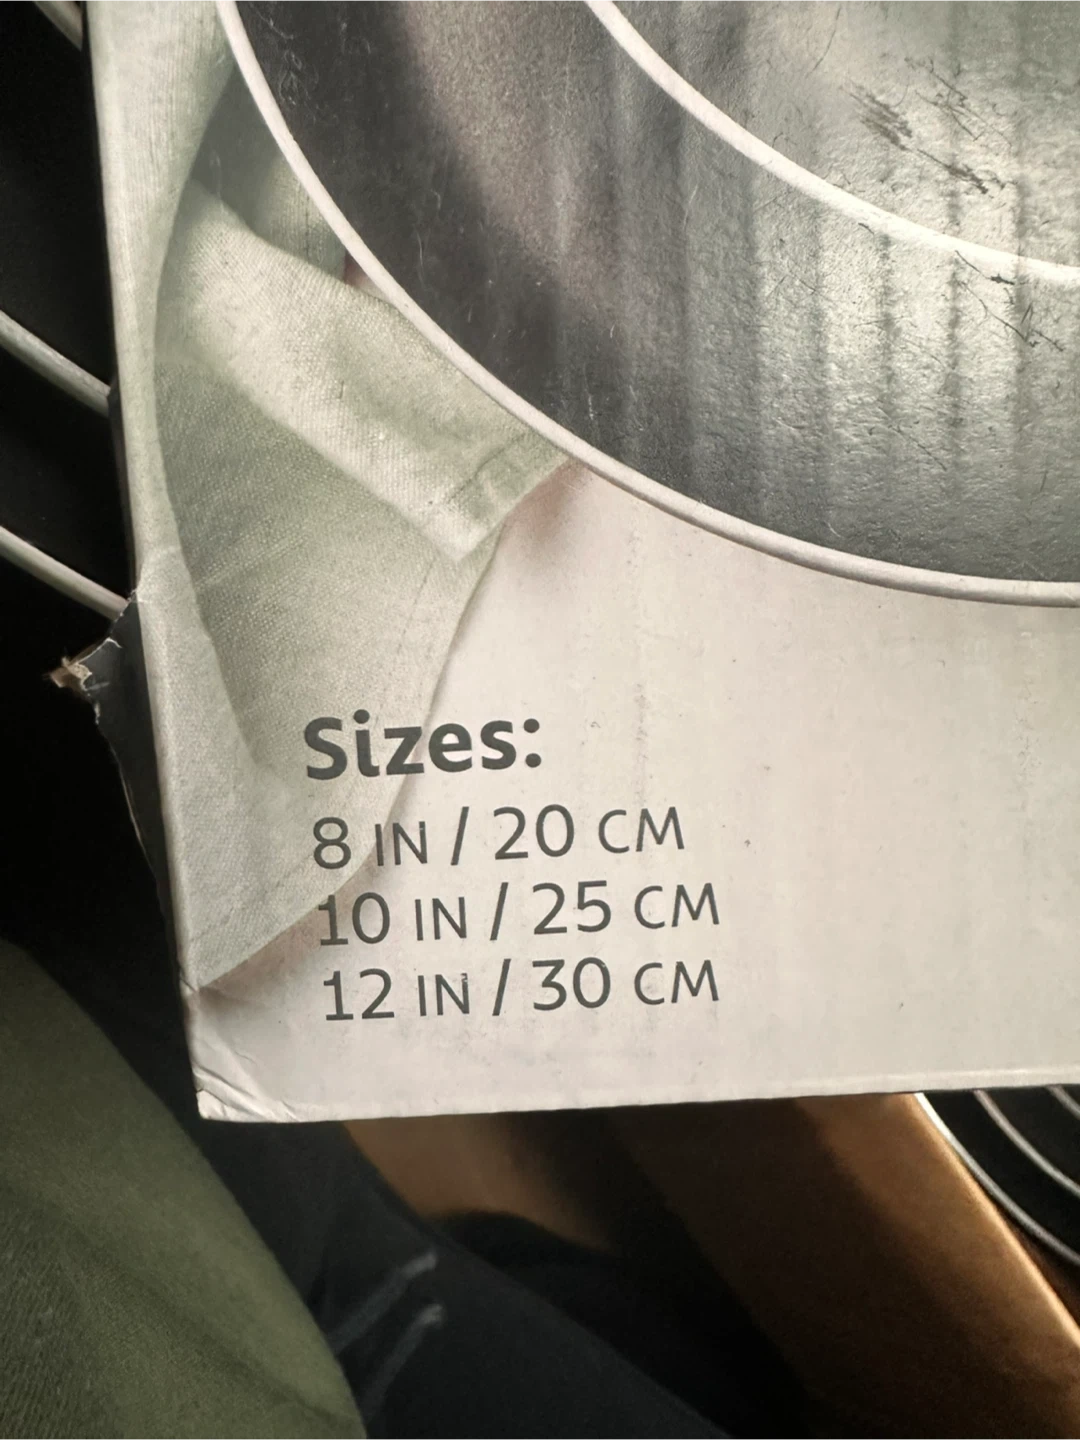 Sizes:
8 IN / 20 CM
10 IN / 25 CM
12 IN / 30 CM